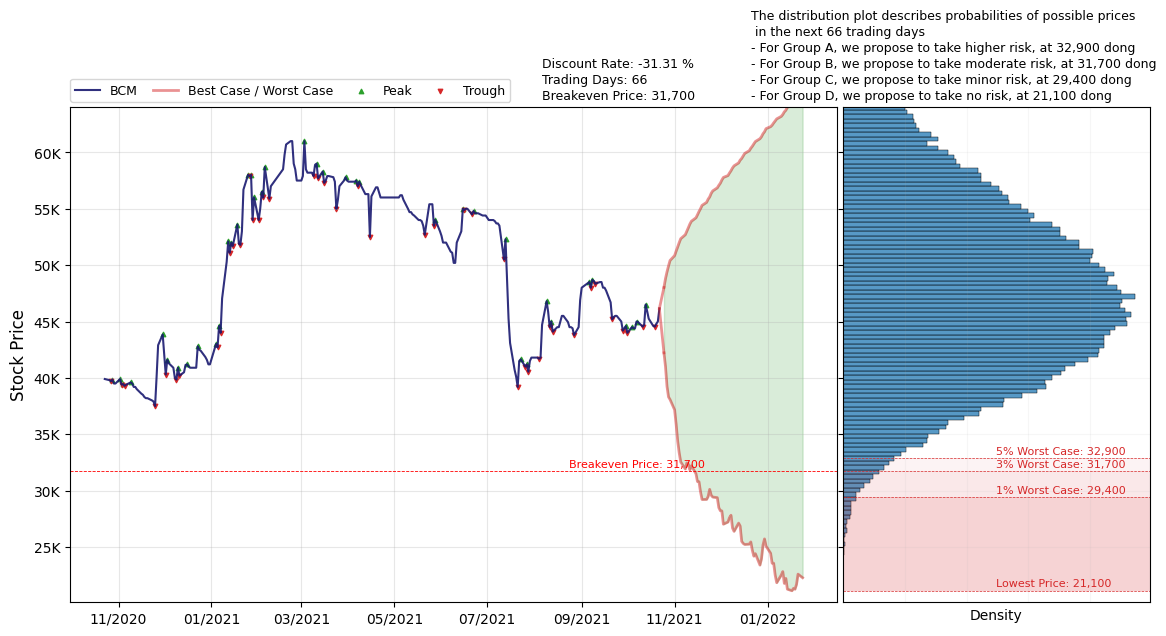 The distribution plot describes probabilities of possible prices
in the next 66 trading days
- For Group A, we propose to take higher risk, at 32,900 dong
- For Group B, we propose to take moderate risk, at 31,700 dong
- For Group C, we propose to take minor risk, at 29,400 dong
- For Group D, we propose to take no risk, at 21,100 dong
Discount Rate: -31.31 %
Trading Days: 66
Breakeven Price: 31,700
BCM
Best Case / Worst Case
Peak
Trough
Stock Price
60K
55K
50K
45K
40K
35K
30K
25K
Breakeven Price: 31,700
5% Worst Case: 32,900
3% Worst Case: 31,700
1% Worst Case: 29,400
Lowest Price: 21,100
11/2020
01/2021
03/2021
05/2021
07/2021
09/2021
11/2021
01/2022
Density